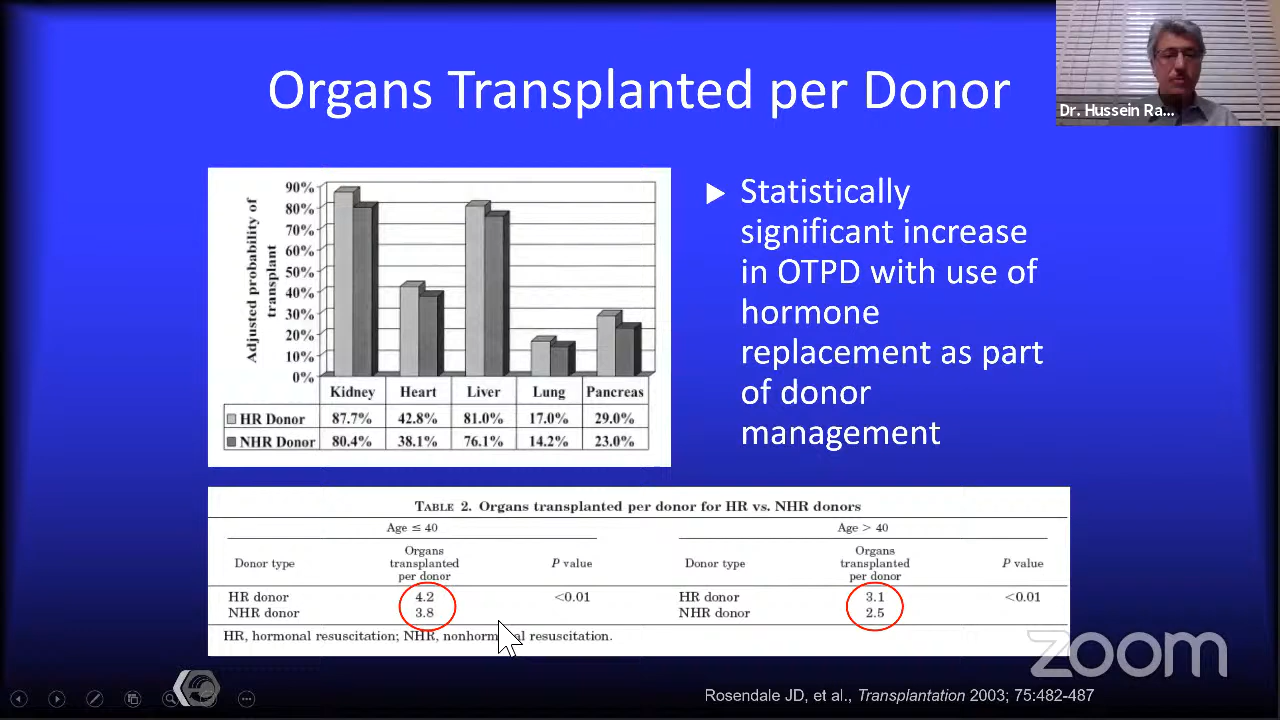 Organs Transplanted per Donor
Dr. Hussein Ra...
Adjusted probability of
transplant
90%
80%
70%
60%
50%
40%
30%
20%
10%
0%
Kidney Heart Liver Lung Pancreas
HR Donor 87.7% 42.8% 81.0% 17.0% 29.0%
NHR Donor 80.4% 38.1% 76.1% 14.2% 23.0%
Statistically
significant increase
in OTPD with use of
hormone
replacement as part
of donor
management
TABLE 2. Organs transplanted per donor for HR vs. NHR donors
Age ≤ 40 Age > 40
Donor type Organs transplanted per donor P value Donor type Organs transplanted per donor P value
HR donor 4.2 <0.01 HR donor 3.1 <0.01
NHR donor 3.8 NHR donor 2.5
HR, hormonal resuscitation; NHR, nonhormonal resuscitation.
zoom
Rosendale JD, et al., Transplantation 2003; 75:482-487